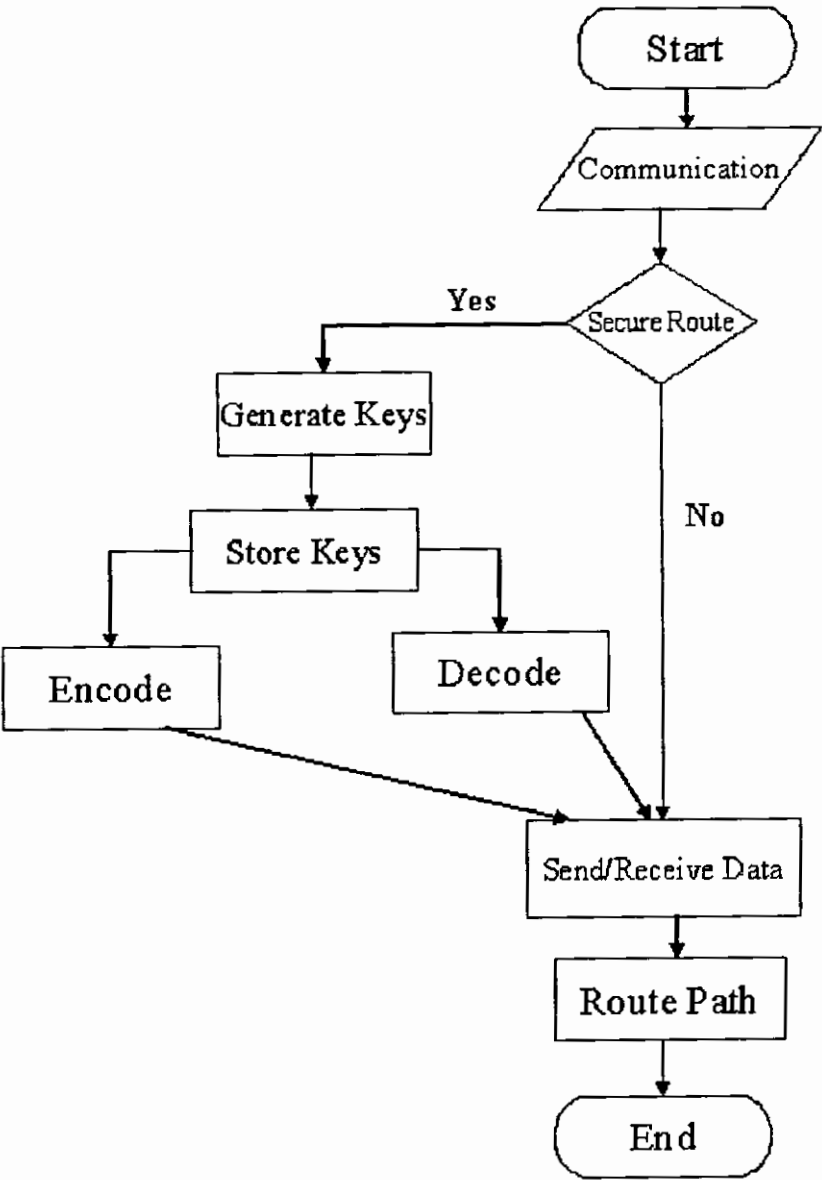 Start
Communication
Yes
Secure Route
Generate Keys
No
Store Keys
Encode
Decode
Send/Receive Data
Route Path
End